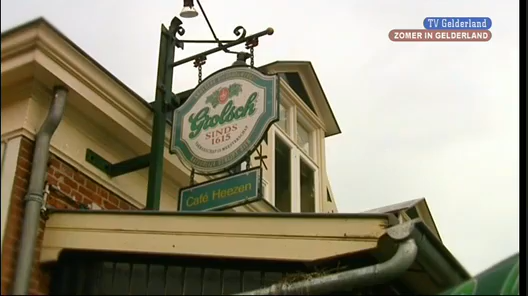 TV Gelderland
ZOMER IN GELDERLAND
Grolsch
SINDS
1615
Café Heezen